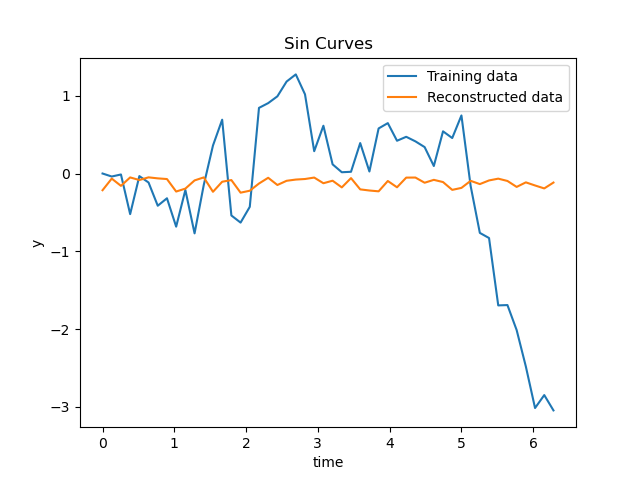 Sin Curves
Training data
Reconstructed data
y
1
0
−1
−2
−3
0 1 2 3 4 5 6
time